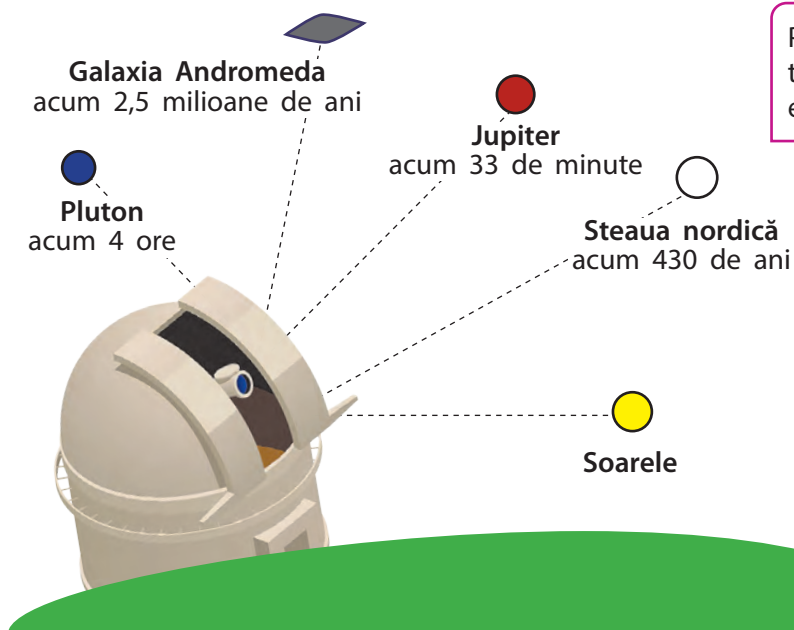 Galaxia Andromeda
acum 2,5 milioane de ani
Jupiter
acum 33 de minute
Pluton
acum 4 ore
Steaua nordică
acum 430 de ani
Soarele